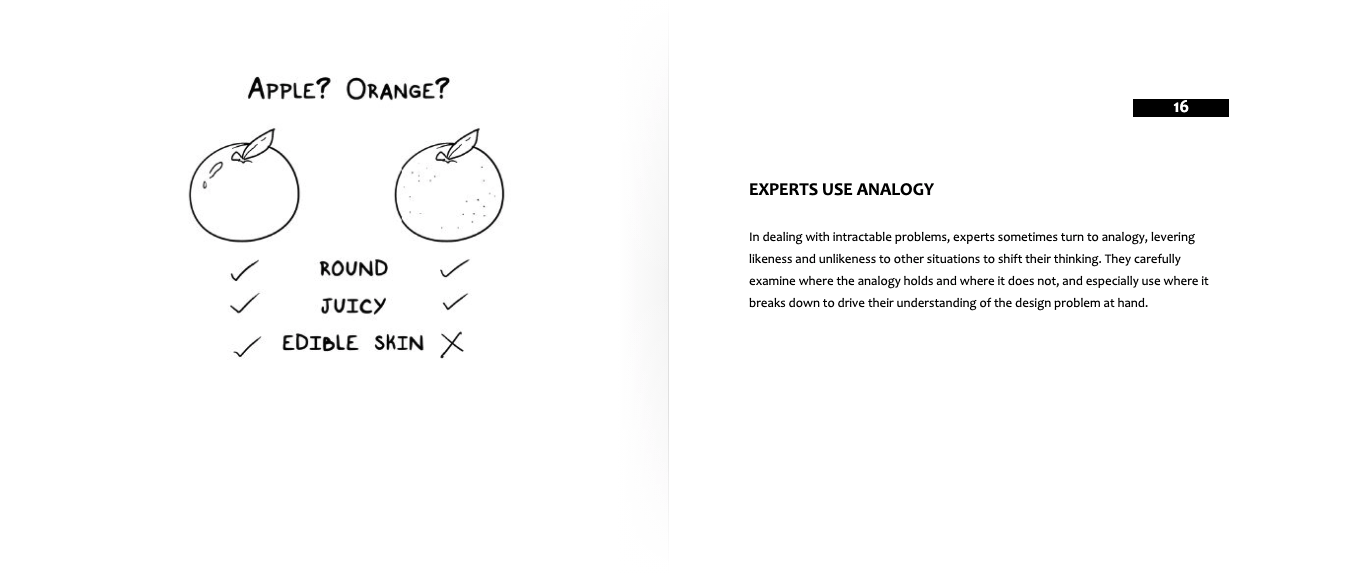 APPLE? ORANGE?
ROUND
JUICY
EDIBLE SKIN
16
EXPERTS USE ANALOGY
In dealing with intractable problems, experts sometimes turn to analogy, levering
likeness and unlikeness to other situations to shift their thinking. They carefully
examine where the analogy holds and where it does not, and especially use where it
breaks down to drive their understanding of the design problem at hand.